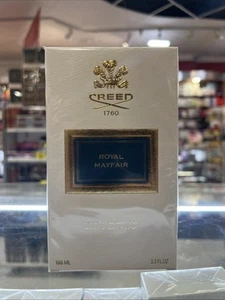 CREED
1760
ROYAL
MAYFAIR
100 ML
3.3 FL.OZ